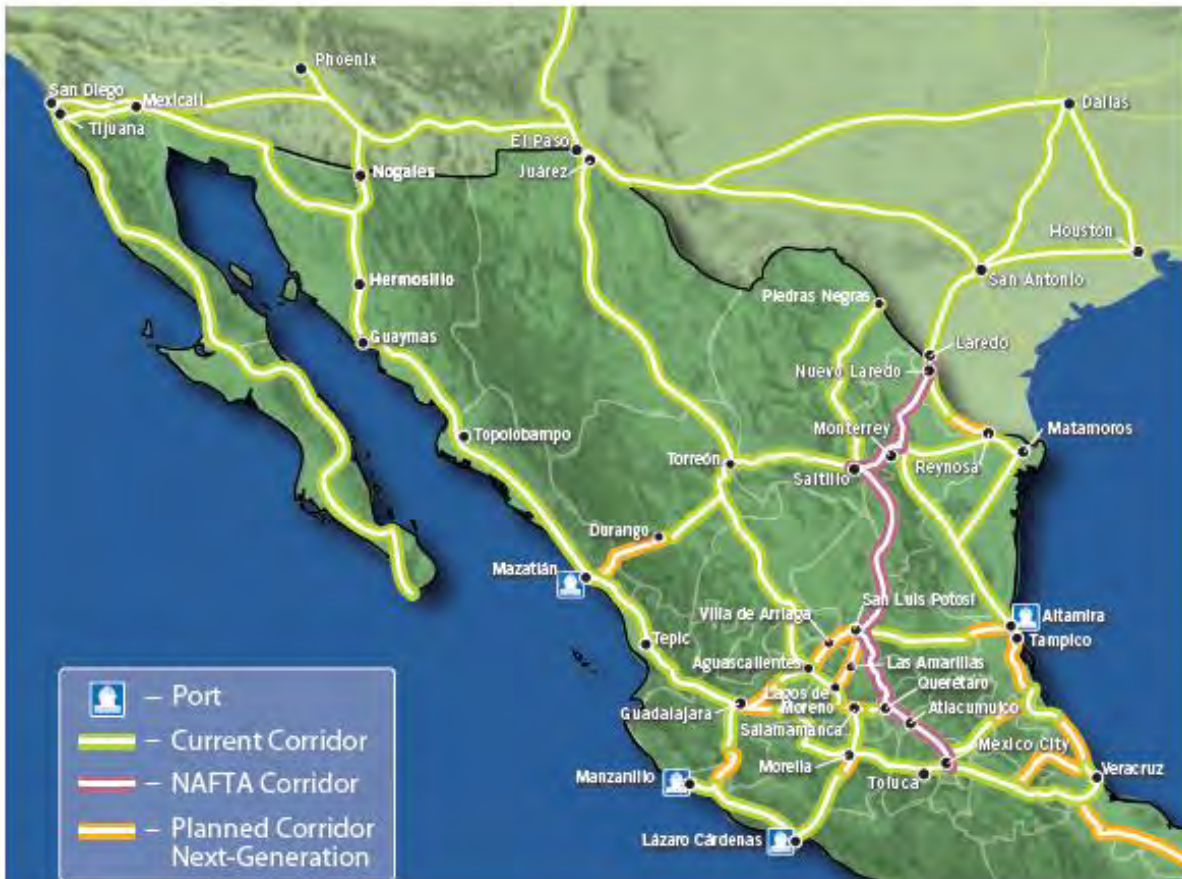 Phoenix
San Diego
Mexicali
Tijuana
Dallas
El Paso
Juárez
Nogales
Houston
San Antonio
Hermosillo
Piedras Negras
Guaymas
Laredo
Nuevo Laredo
Topolobampo
Monterrey
Matamoros
Torreón
Saltillo
Reynosa
Durango
Mazatlán
San Luis Potosí
Villa de Arriaga
Altamira
Tampico
Tepic
Aguascalientes
Las Amarillas
Querétaro
Lagos de
Moreno
Guadalajara
Atlacumulco
Salamamanca
Mexico City
Morelia
Toluca
Veracruz
Manzanillo
Lázaro Cárdenas
– Port
– Current Corridor
– NAFTA Corridor
– Planned Corridor
Next-Generation